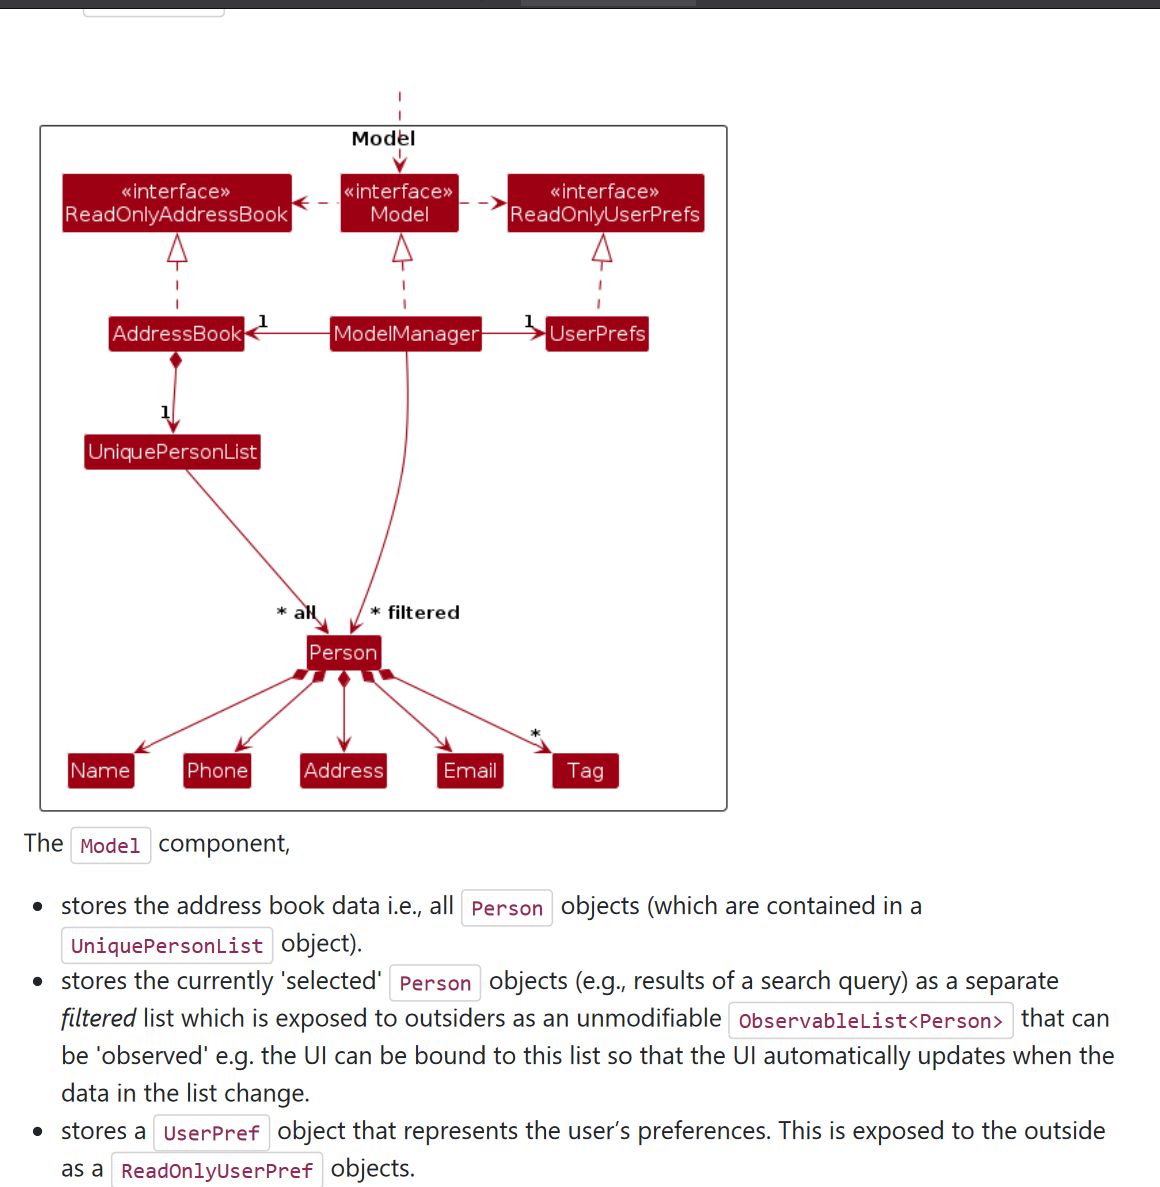 Model
«interface»
ReadOnlyAddressBook
«interface»
Model
«interface»
ReadOnlyUserPrefs
AddressBook
1
ModelManager
1
UserPrefs
1
UniquePersonList
* all
* filtered
Person
*
Name
Phone
Address
Email
Tag
The Model component,
stores the address book data i.e., all Person objects (which are contained in a
UniquePersonList object).
stores the currently 'selected' Person objects (e.g., results of a search query) as a separate
filtered list which is exposed to outsiders as an unmodifiable ObservableList<Person> that can
be 'observed' e.g. the UI can be bound to this list so that the UI automatically updates when the
data in the list change.
stores a UserPref object that represents the user’s preferences. This is exposed to the outside
as a ReadOnlyUserPref objects.